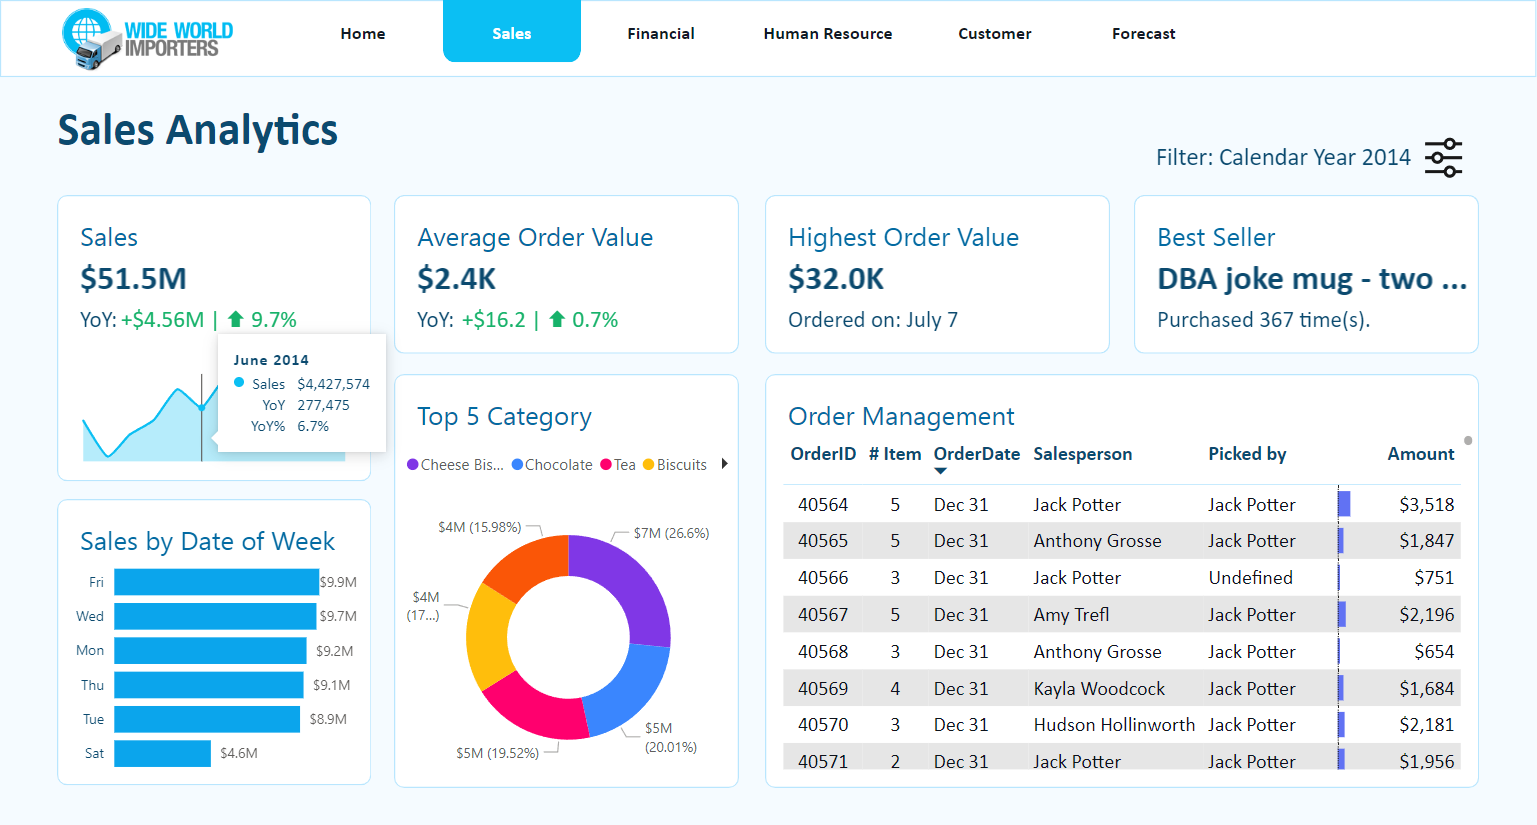 WIDE WORLD
IMPORTERS
Home
Sales
Financial
Human Resource
Customer
Forecast
Sales Analytics
Filter: Calendar Year 2014
Sales
$51.5M
YoY: +$4.56M | 9.7%
June 2014
Sales $4,427,574
YoY 277,475
YoY% 6.7%
Average Order Value
$2.4K
YoY: +$16.2 | 0.7%
Highest Order Value
$32.0K
Ordered on: July 7
Best Seller
DBA joke mug - two ...
Purchased 367 time(s).
Sales by Date of Week
Fri $9.9M
Wed $9.7M
Mon $9.2M
Thu $9.1M
Tue $8.9M
Sat $4.6M
Top 5 Category
Cheese Bis... Chocolate Tea Biscuits
$4M (15.98%)
$7M (26.6%)
$4M
(17...)
$5M
(20.01%)
$5M (19.52%)
Order Management
OrderID # Item OrderDate Salesperson Picked by Amount
40564 5 Dec 31 Jack Potter Jack Potter $3,518
40565 5 Dec 31 Anthony Grosse Jack Potter $1,847
40566 3 Dec 31 Jack Potter Undefined $751
40567 5 Dec 31 Amy Trefl Jack Potter $2,196
40568 3 Dec 31 Anthony Grosse Jack Potter $654
40569 4 Dec 31 Kayla Woodcock Jack Potter $1,684
40570 3 Dec 31 Hudson Hollinworth Jack Potter $2,181
40571 2 Dec 31 Jack Potter Jack Potter $1,956